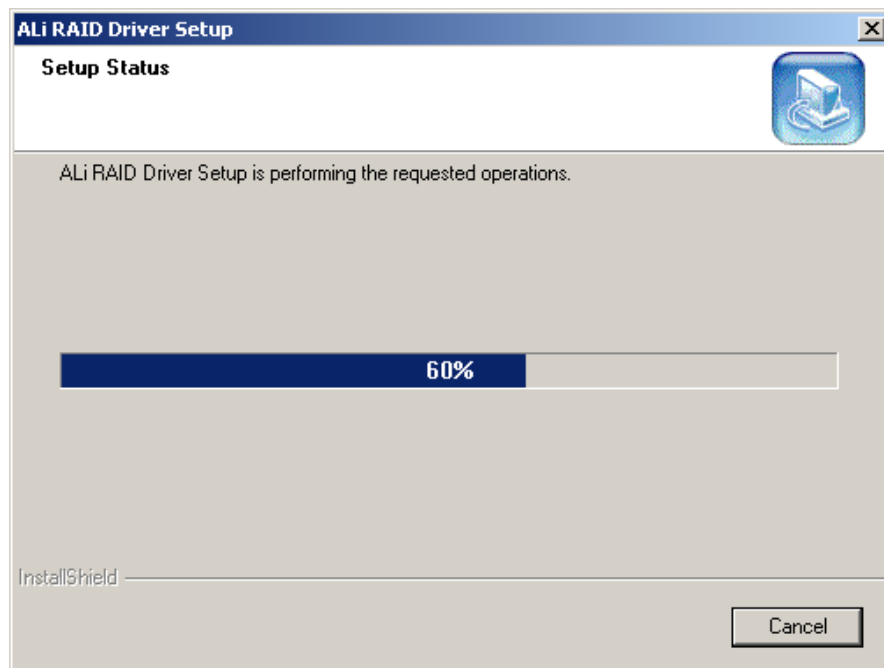 ALi RAID Driver Setup
Setup Status
ALi RAID Driver Setup is performing the requested operations.
60%
InstallShield
Cancel